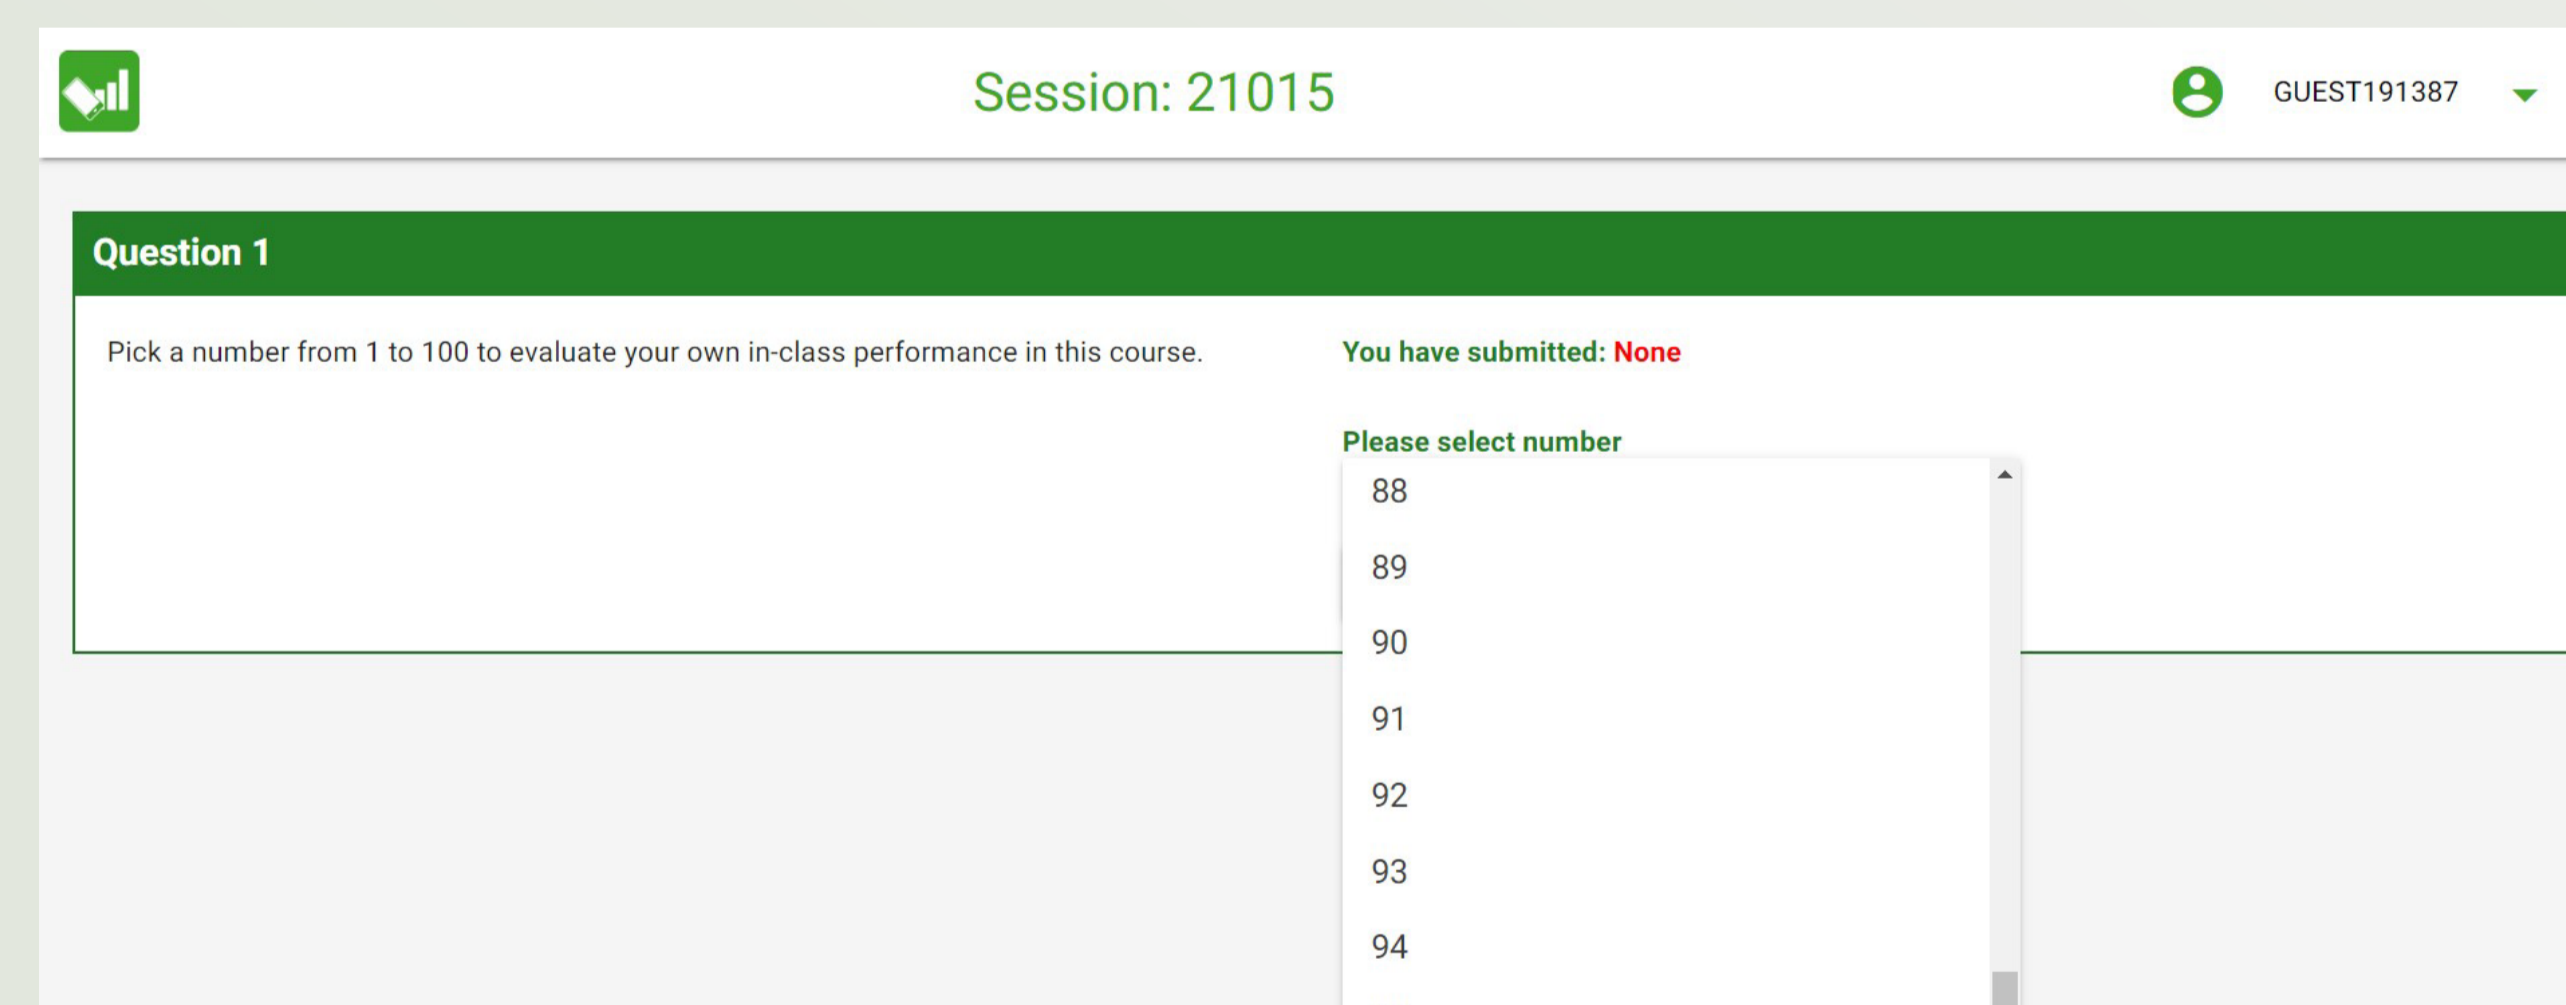 Session: 21015
GUEST191387
Question 1
Pick a number from 1 to 100 to evaluate your own in-class performance in this course.
You have submitted: None
Please select number
88
89
90
91
92
93
94